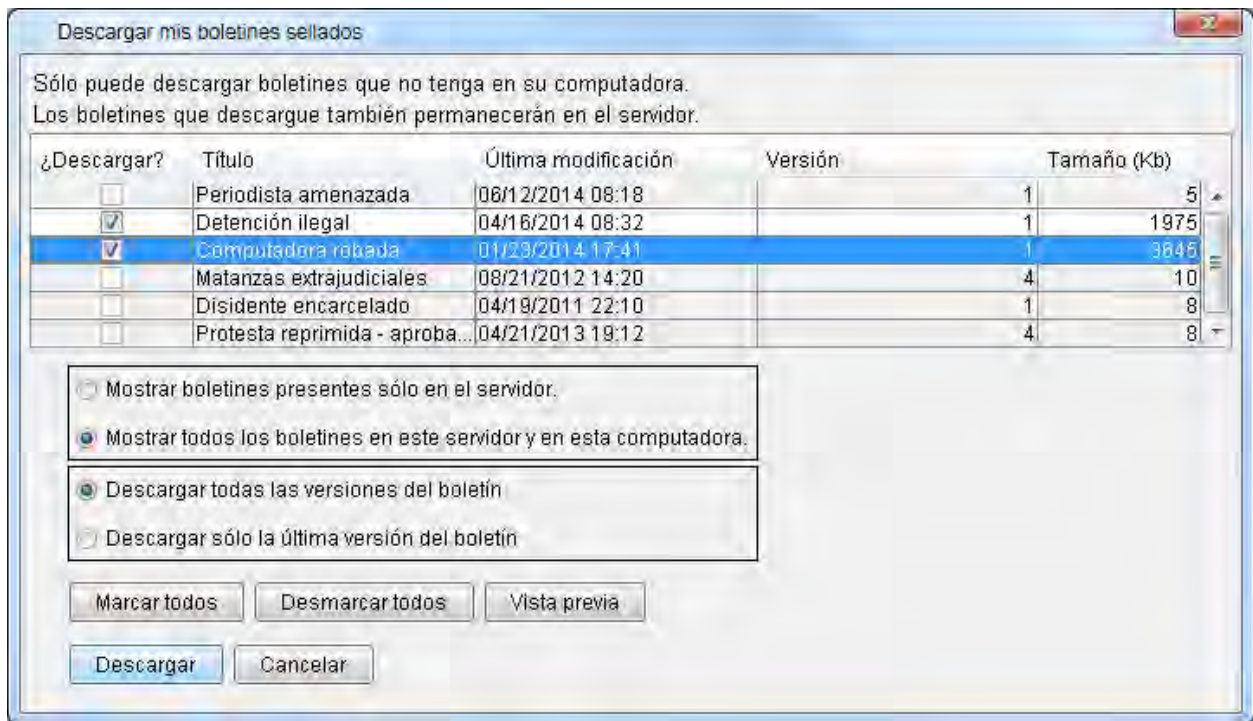 Descargar mis boletines sellados
Sólo puede descargar boletines que no tenga en su computadora.
Los boletines que descargue también permanecerán en el servidor.
¿Descargar? Título Última modificación Versión Tamaño (Kb)
Periodista amenazada 06/12/2014 08:18 1 5
Detención ilegal 04/16/2014 08:32 1 1975
Computadora robada 01/23/2014 17:41 1 3645
Matanzas extrajudiciales 08/21/2012 14:20 4 10
Disidente encarcelado 04/19/2011 22:10 1 8
Protesta reprimida - aproba... 04/21/2013 19:12 4 8
Mostrar boletines presentes sólo en el servidor.
Mostrar todos los boletines en este servidor y en esta computadora.
Descargar todas las versiones del boletín
Descargar sólo la última versión del boletín
Marcar todos Desmarcar todos Vista previa
Descargar Cancelar